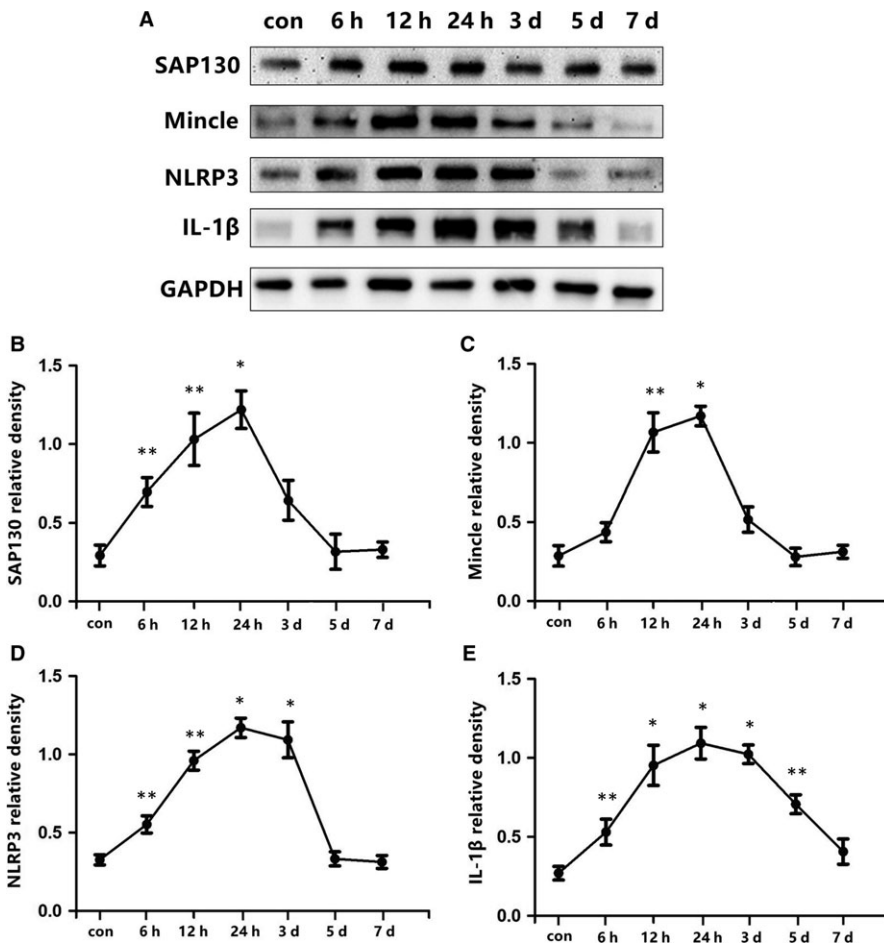 A con 6 h 12 h 24 h 3 d 5 d 7 d
SAP130
Mincle
NLRP3
IL-1β
GAPDH
B
SAP130 relative density
1.5
1.0
0.5
0.0
** ** *
con 6 h 12 h 24 h 3 d 5 d 7 d
C
Mincle relative density
1.5
1.0
0.5
0.0
** *
con 6 h 12 h 24 h 3 d 5 d 7 d
D
NLRP3 relative density
1.5
1.0
0.5
0.0
** ** * *
con 6 h 12 h 24 h 3 d 5 d 7 d
E
IL-1β relative density
1.5
1.0
0.5
0.0
** * * * **
con 6 h 12 h 24 h 3 d 5 d 7 d